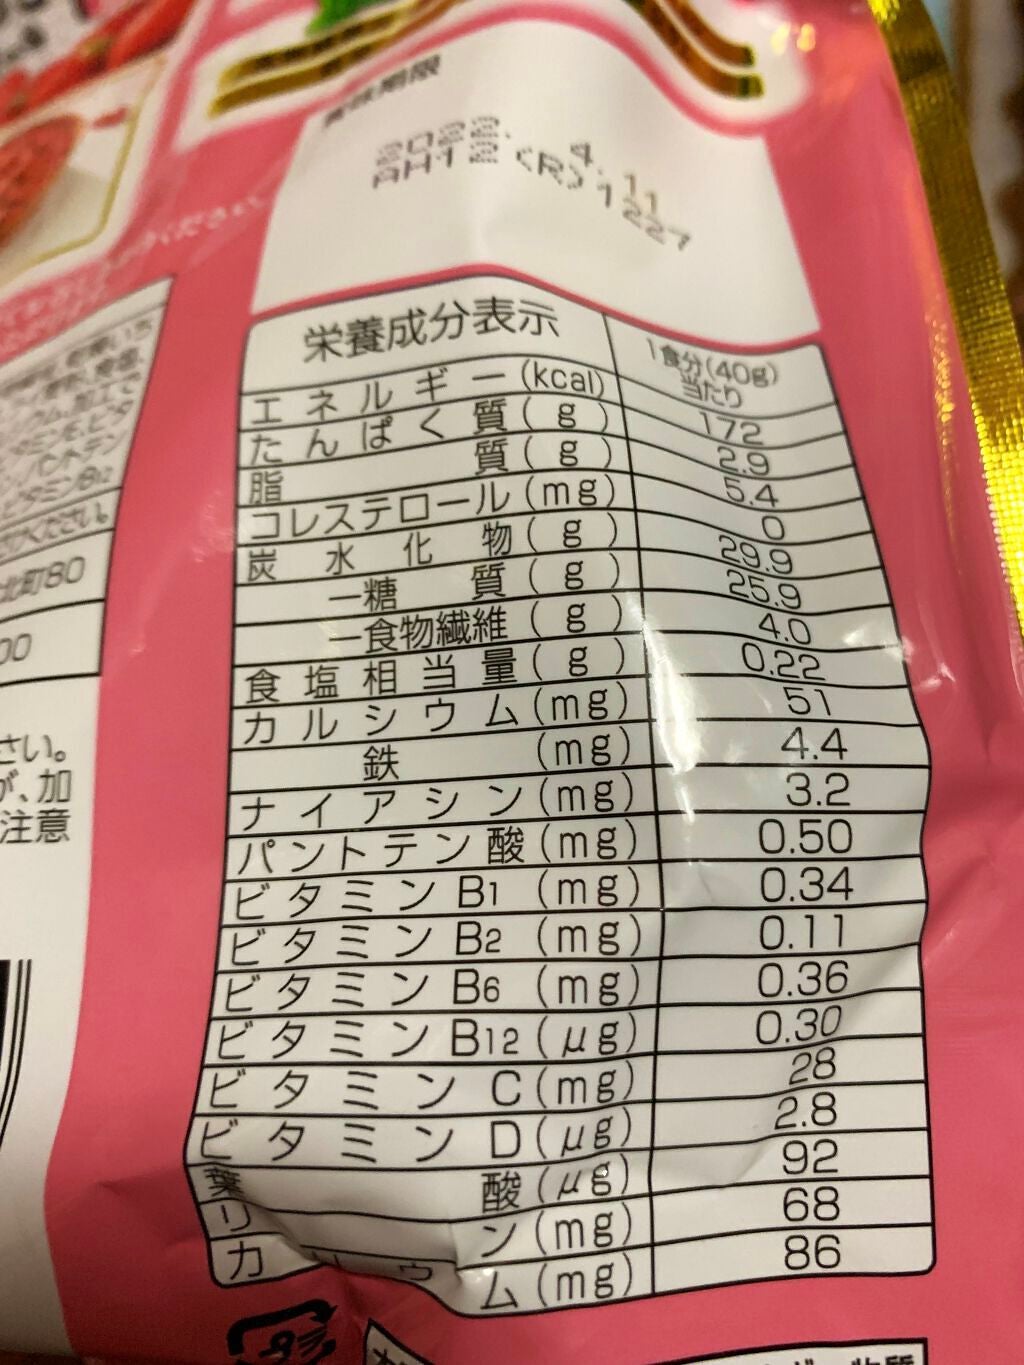 期限
4.11
AH12 (R) 1227
栄養成分表示 1食分(40g)当たり
エネルギー(kcal) 172
たんぱく質(g) 2.9
脂質(g) 5.4
コレステロール(mg) 0
炭水化物(g) 29.9
ー糖質(g) 25.9
ー食物繊維(g) 4.0
食塩相当量(g) 0.22
カルシウム(mg) 51
鉄(mg) 4.4
ナイアシン(mg) 3.2
パントテン酸(mg) 0.50
ビタミンB1(mg) 0.34
ビタミンB2(mg) 0.11
ビタミンB6(mg) 0.36
ビタミンB12(μg) 0.30
ビタミンC(mg) 28
ビタミンD(μg) 2.8
葉酸(μg) 92
リン(mg) 68
カリウム(mg) 86
ください。
北町80
00
さい。
が、加
注意